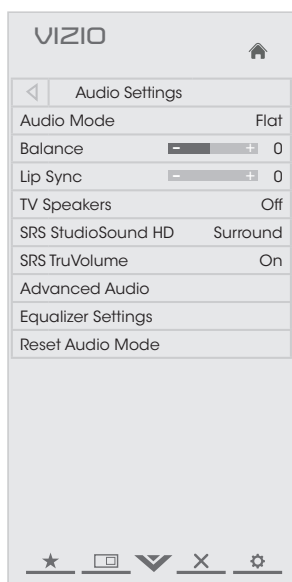 VIZIO
Audio Settings
Audio Mode Flat
Balance - + 0
Lip Sync - + 0
TV Speakers Off
SRS StudioSound HD Surround
SRS TruVolume On
Advanced Audio
Equalizer Settings
Reset Audio Mode